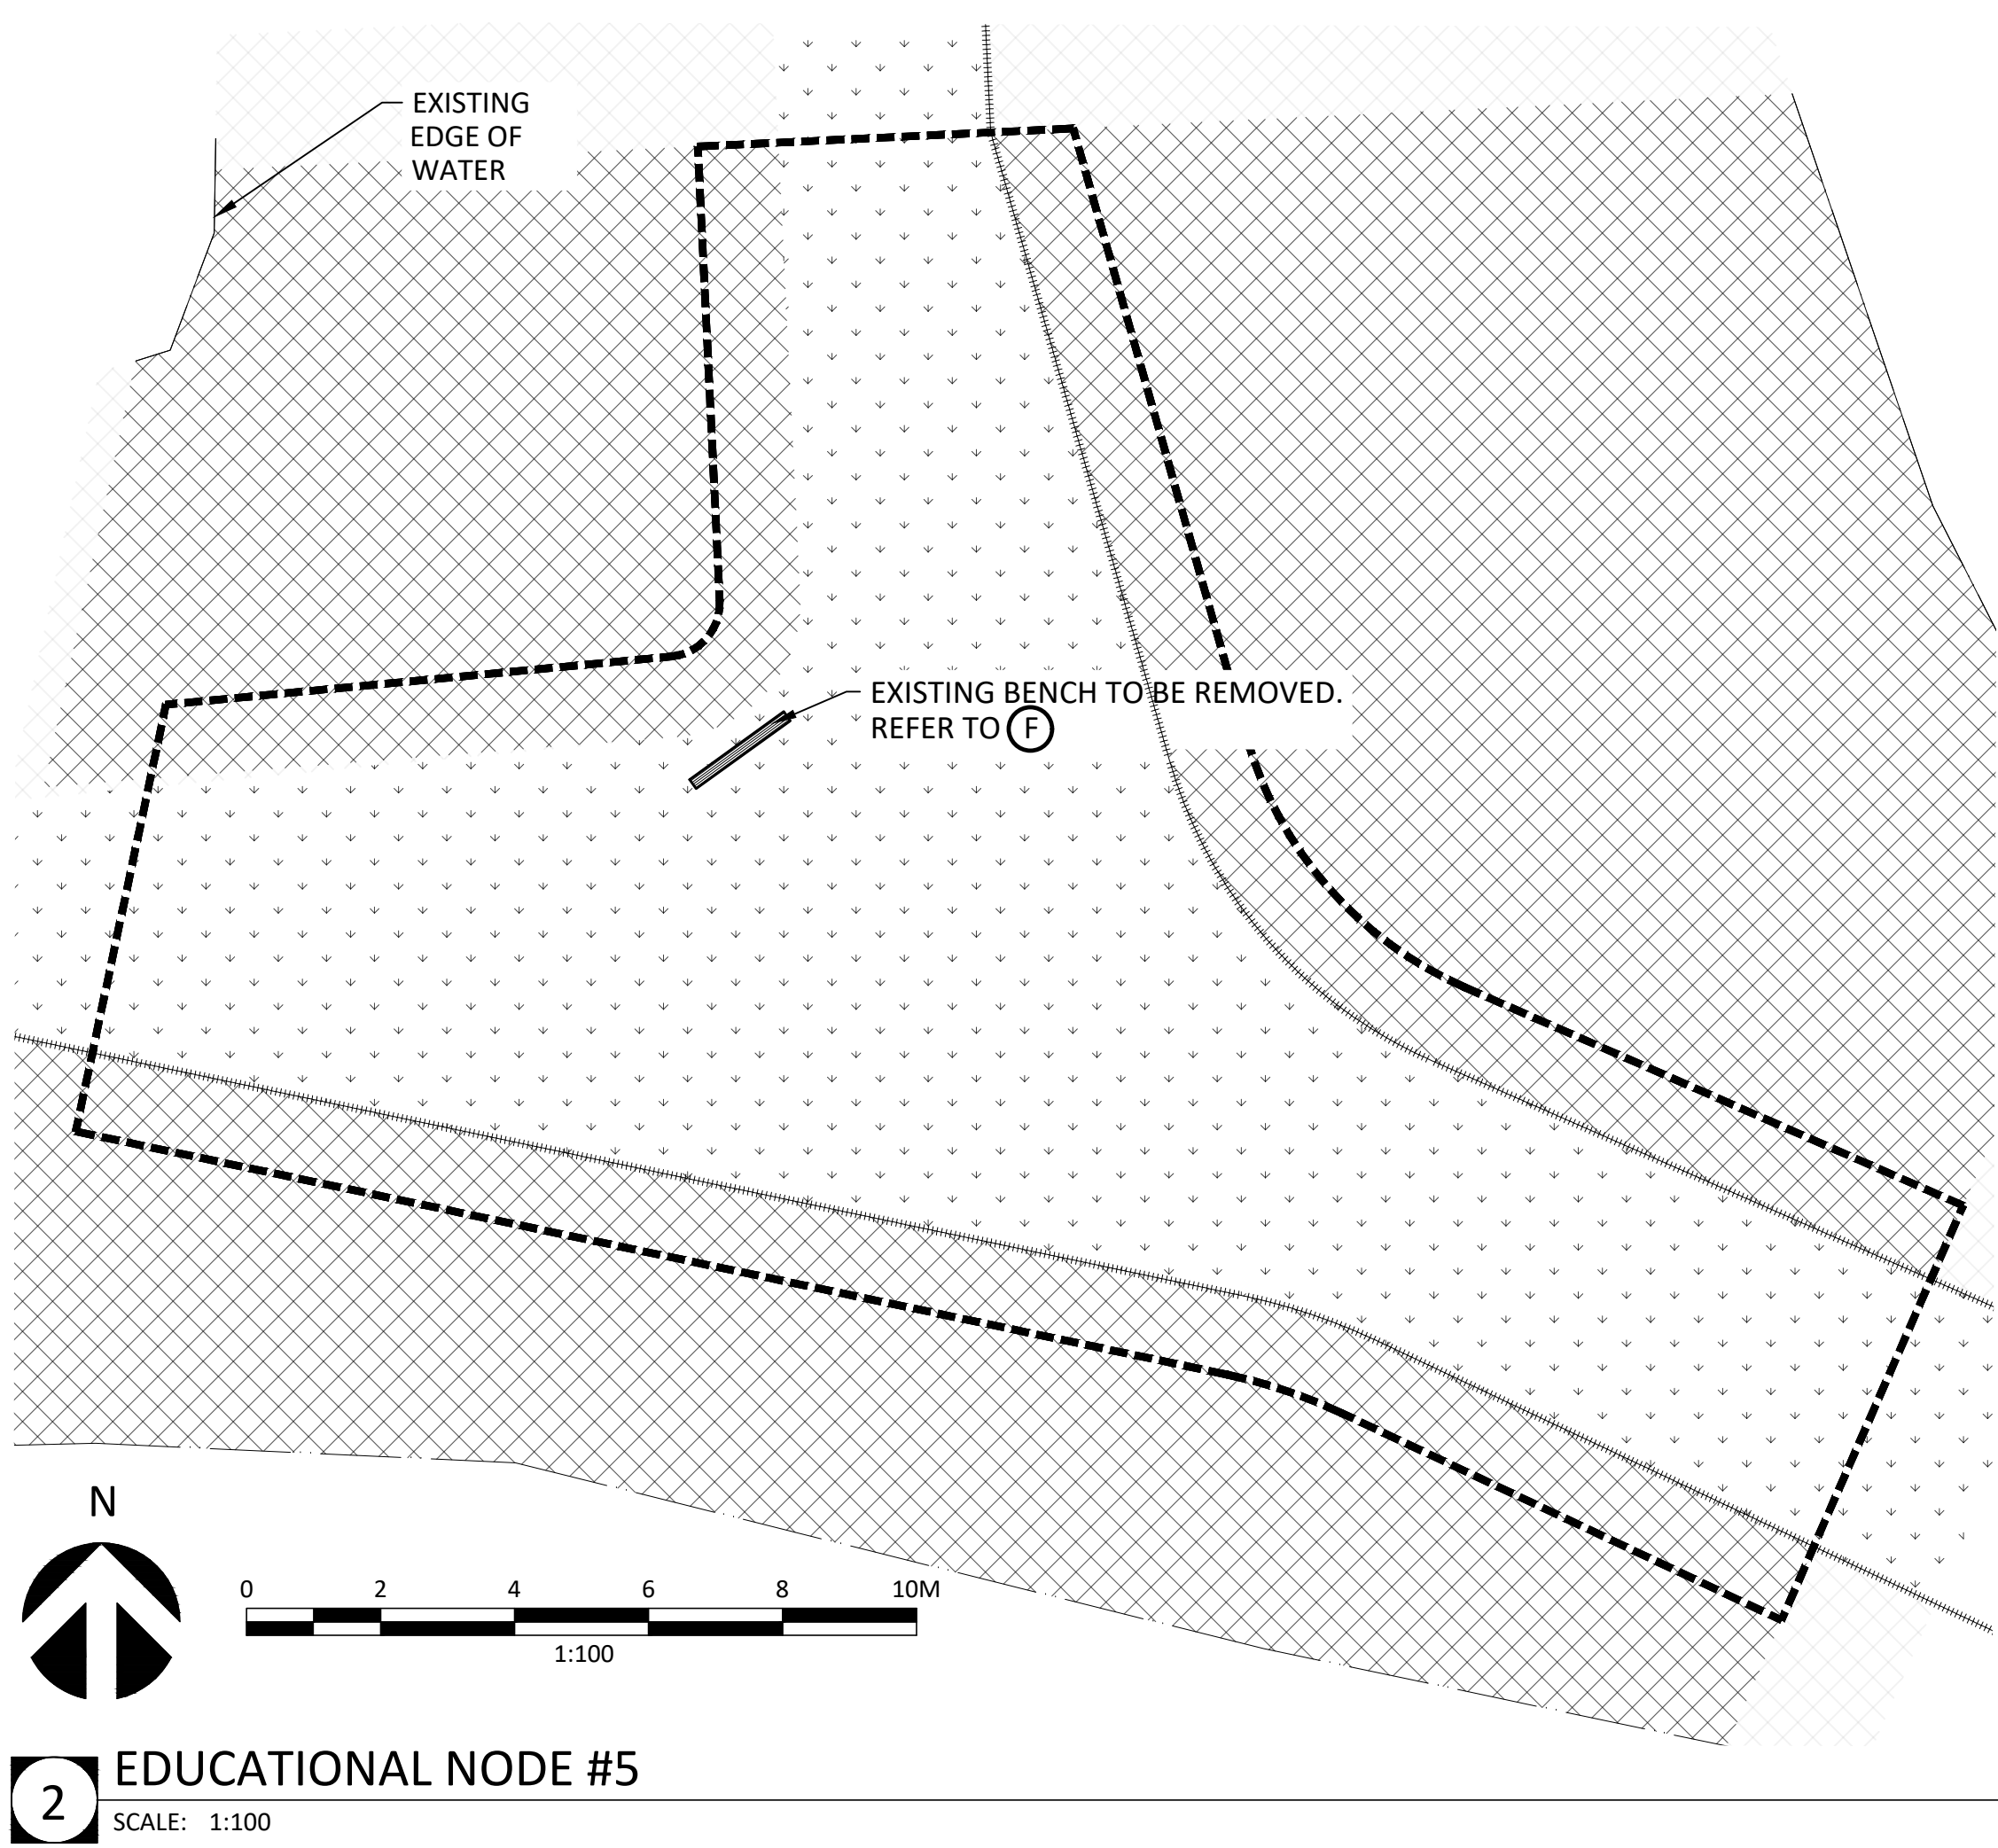 EXISTING
EDGE OF
WATER
EXISTING BENCH TO BE REMOVED.
REFER TO F
N
0 2 4 6 8 10M
1:100
2
EDUCATIONAL NODE #5
SCALE: 1:100